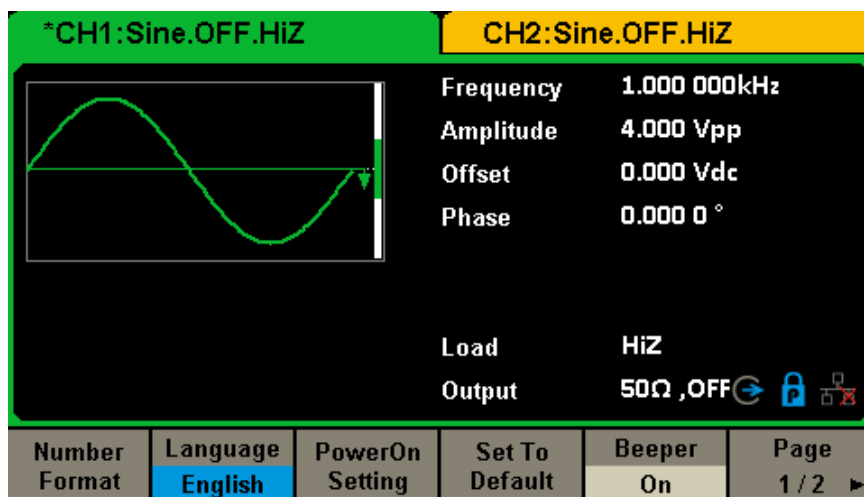 *CH1:Sine.OFF.HiZ
CH2:Sine.OFF.HiZ
Frequency 1.000 000kHz
Amplitude 4.000 Vpp
Offset 0.000 Vdc
Phase 0.000 0 °
Load HiZ
Output 50Ω ,OFF
P
Number Format
Language English
PowerOn Setting
Set To Default
Beeper On
Page 1 / 2